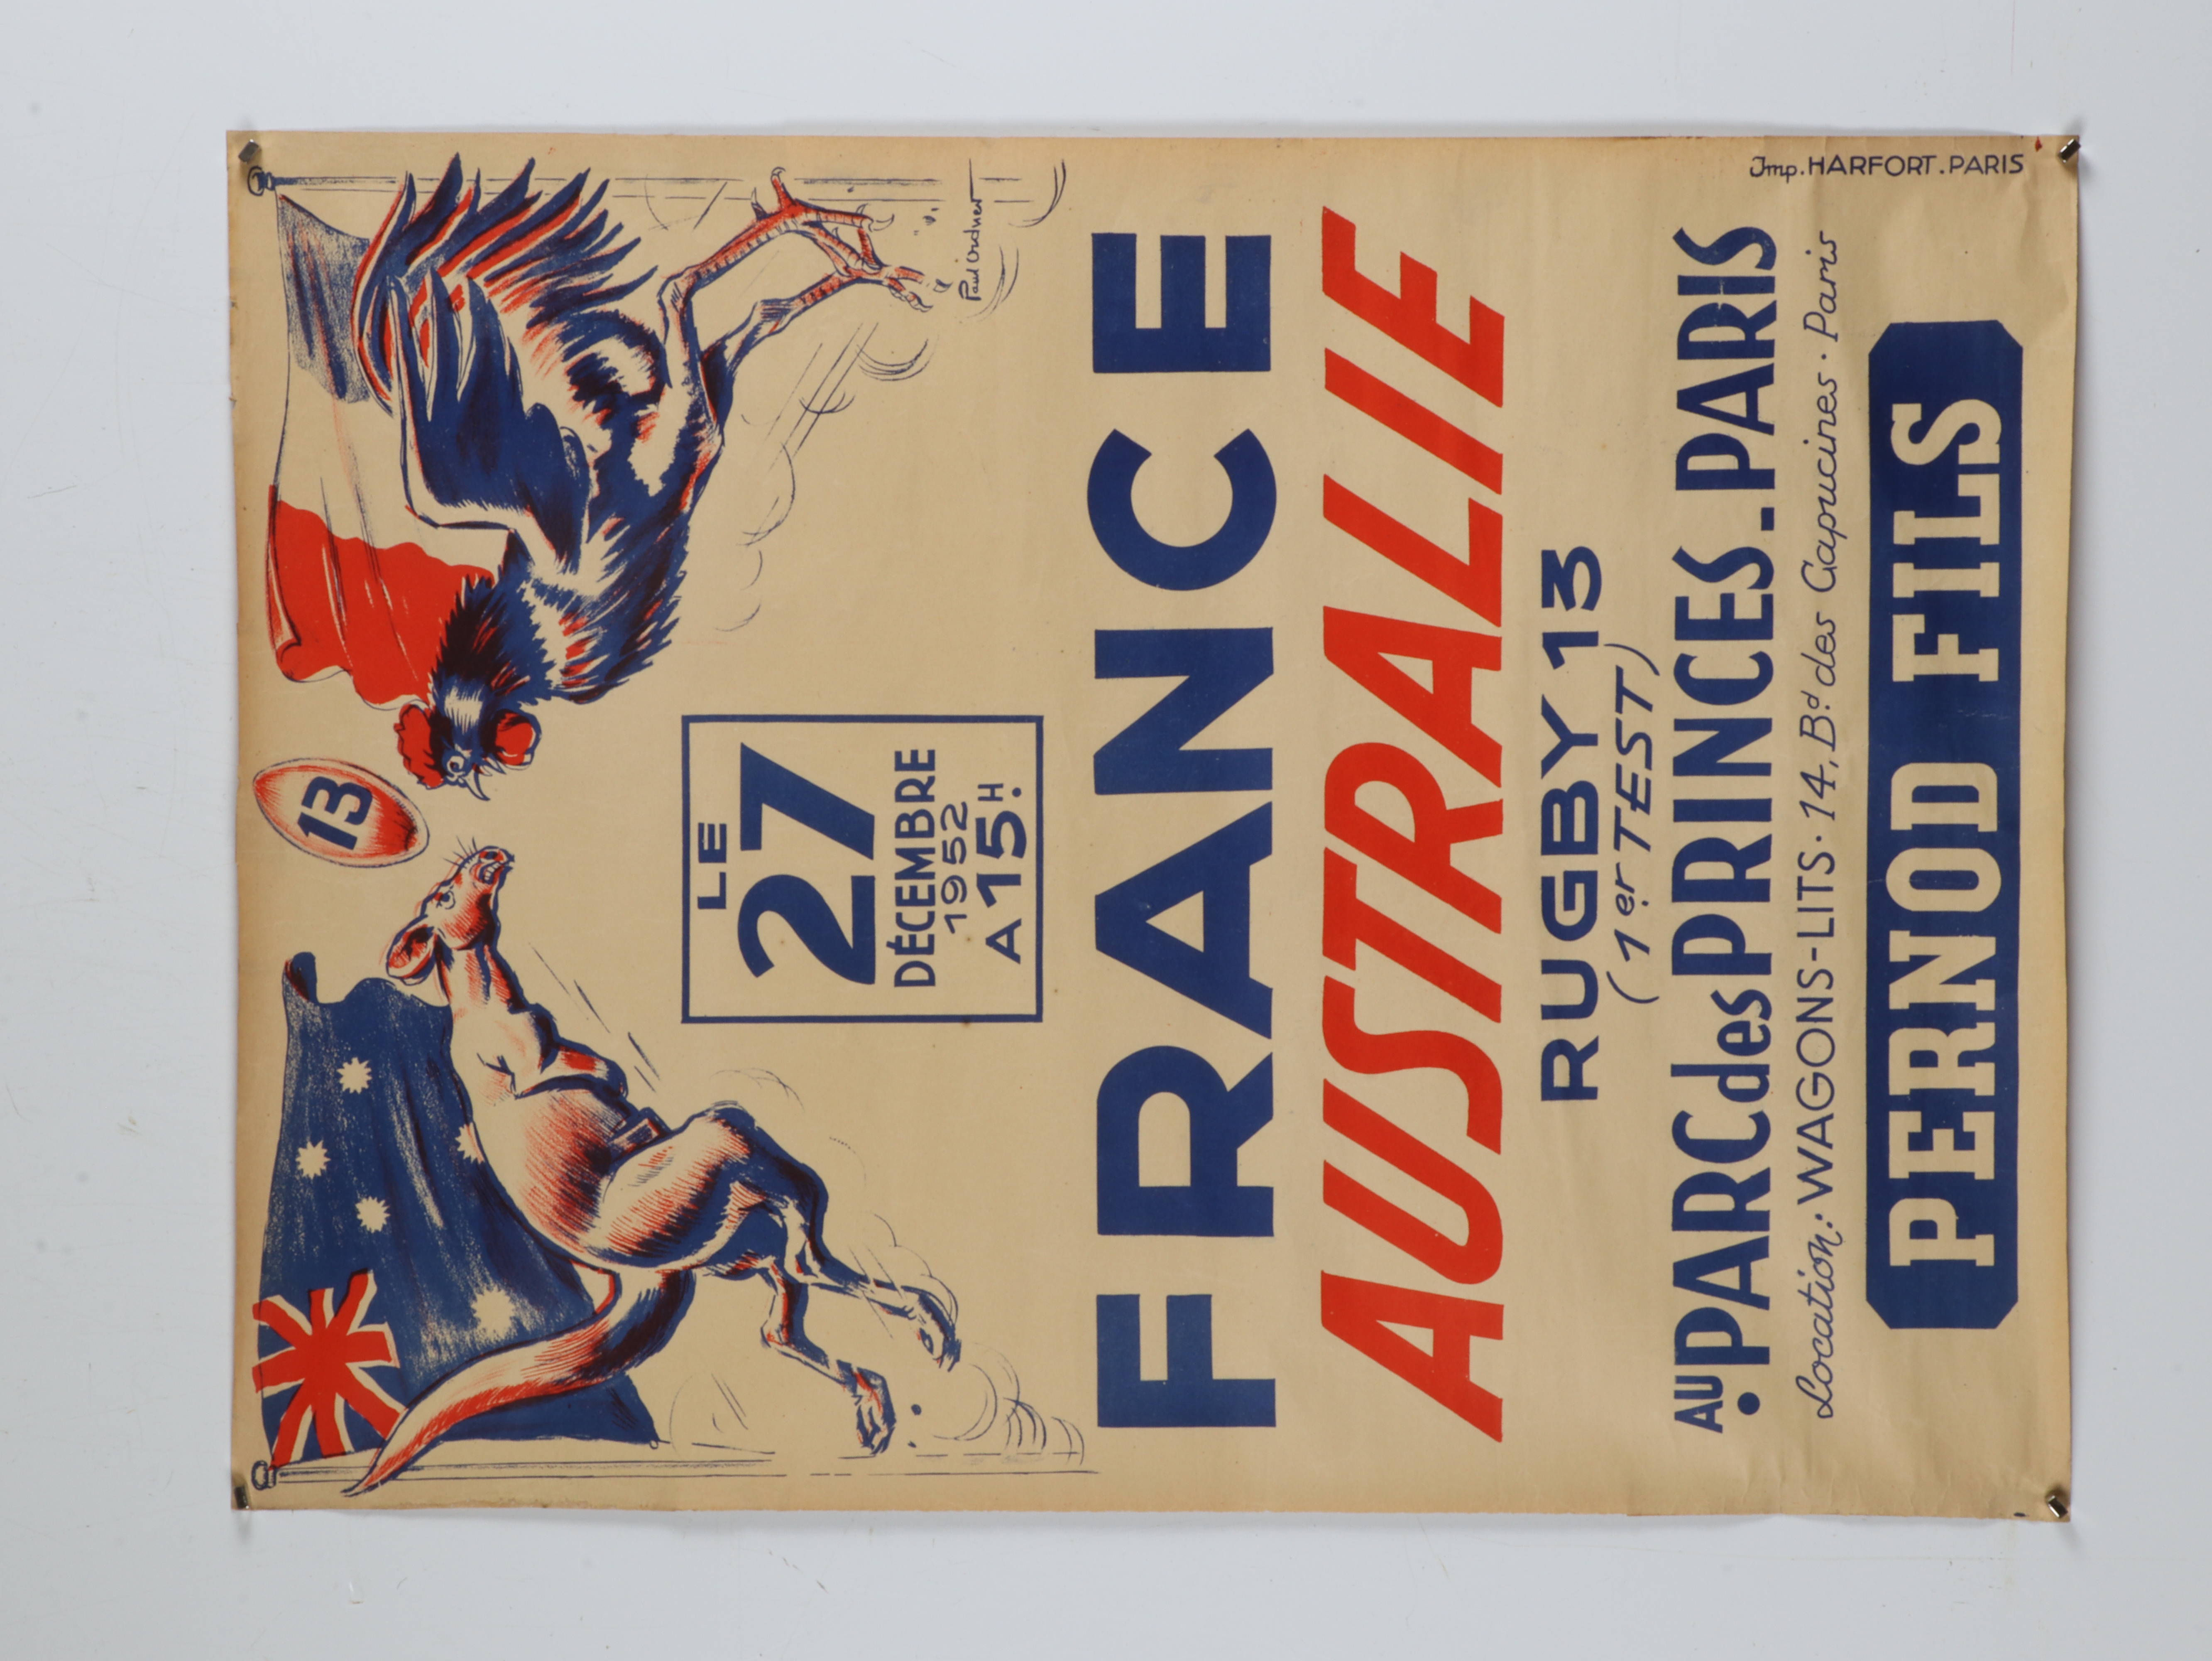 13
Paul Ordner
LE
27
DÉCEMBRE
1952
A 15H.
FRANCE
AUSTRALIE
RUGBY 13
(1er TEST)
AU PARC des PRINCES - PARIS
Location: WAGONS-LITS. 14, Bd des Capucines. Paris
PERNOD FILS
Imp. HARFORT. PARIS